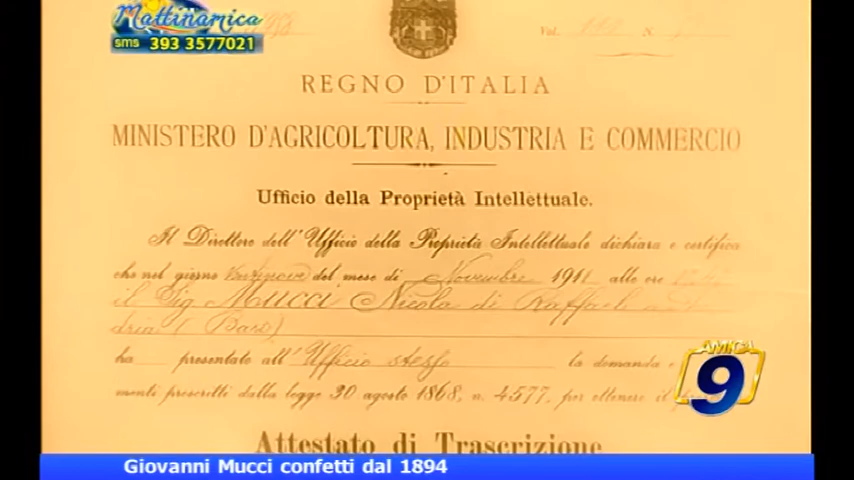 Mattinamica
sms 393 3577021
Vol. N.
REGNO D'ITALIA
MINISTERO D'AGRICOLTURA, INDUSTRIA E COMMERCIO
Ufficio della Proprietà Intellettuale.
Il Direttore dell'Ufficio della Proprietà Intellettuale dichiara e certifica
che nel giorno del mese di Novembre 1911 alle ore
il Sig Mucci Nicola di Raffaele
dria (Bari)
ha presentato all'Ufficio stesso la domanda
menti prescritti dalla legge 30 agosto 1868, n. 4577, per ottenere il
Attestato di Trascrizione
AMICA
9
Giovanni Mucci confetti dal 1894